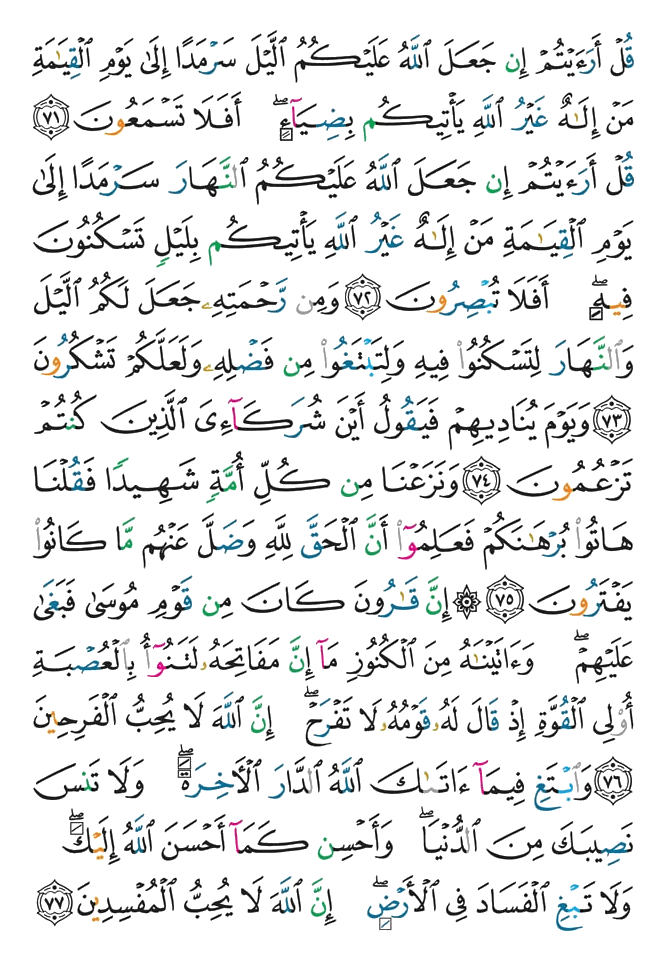 قُلْ أَرَءَيْتُمْ إِن جَعَلَ ٱللَّهُ عَلَيْكُمُ ٱلَّيْلَ سَرْمَدًا إِلَىٰ يَوْمِ ٱلْقِيَٰمَةِ
مَنْ إِلَٰهٌ غَيْرُ ٱللَّهِ يَأْتِيكُم بِضِيَآءٍ ۖ أَفَلَا تَسْمَعُونَ ٧١
قُلْ أَرَءَيْتُمْ إِن جَعَلَ ٱللَّهُ عَلَيْكُمُ ٱلنَّهَارَ سَرْمَدًا إِلَىٰ
يَوْمِ ٱلْقِيَٰمَةِ مَنْ إِلَٰهٌ غَيْرُ ٱللَّهِ يَأْتِيكُم بِلَيْلٍ تَسْكُنُونَ
فِيهِ ۖ أَفَلَا تُبْصِرُونَ ٧٢ وَمِن رَّحْمَتِهِۦ جَعَلَ لَكُمُ ٱلَّيْلَ
وَٱلنَّهَارَ لِتَسْكُنُوا۟ فِيهِ وَلِتَبْتَغُوا۟ مِن فَضْلِهِۦ وَلَعَلَّكُمْ تَشْكُرُونَ
٧٣ وَيَوْمَ يُنَادِيهِمْ فَيَقُولُ أَيْنَ شُرَكَآءِىَ ٱلَّذِينَ كُنتُمْ
تَزْعُمُونَ ٧٤ وَنَزَعْنَا مِن كُلِّ أُمَّةٍ شَهِيدًا فَقُلْنَا
هَاتُوا۟ بُرْهَٰنَكُمْ فَعَلِمُوٓا۟ أَنَّ ٱلْحَقَّ لِلَّهِ وَضَلَّ عَنْهُم مَّا كَانُوا۟
يَفْتَرُونَ ٧٥ ۞ إِنَّ قَٰرُونَ كَانَ مِن قَوْمِ مُوسَىٰ فَبَغَىٰ
عَلَيْهِمْ ۖ وَءَاتَيْنَٰهُ مِنَ ٱلْكُنُوزِ مَآ إِنَّ مَفَاتِحَهُۥ لَتَنُوٓأُ بِٱلْعُصْبَةِ
أُو۟لِى ٱلْقُوَّةِ إِذْ قَالَ لَهُۥ قَوْمُهُۥ لَا تَفْرَحْ ۖ إِنَّ ٱللَّهَ لَا يُحِبُّ ٱلْفَرِحِينَ
٧٦ وَٱبْتَغِ فِيمَآ ءَاتَىٰكَ ٱللَّهُ ٱلدَّارَ ٱلْأَخِرَةَ ۖ وَلَا تَنسَ
نَصِيبَكَ مِنَ ٱلدُّنْيَا ۖ وَأَحْسِن كَمَآ أَحْسَنَ ٱللَّهُ إِلَيْكَ ۖ
وَلَا تَبْغِ ٱلْفَسَادَ فِى ٱلْأَرْضِ ۖ إِنَّ ٱللَّهَ لَا يُحِبُّ ٱلْمُفْسِدِينَ ٧٧